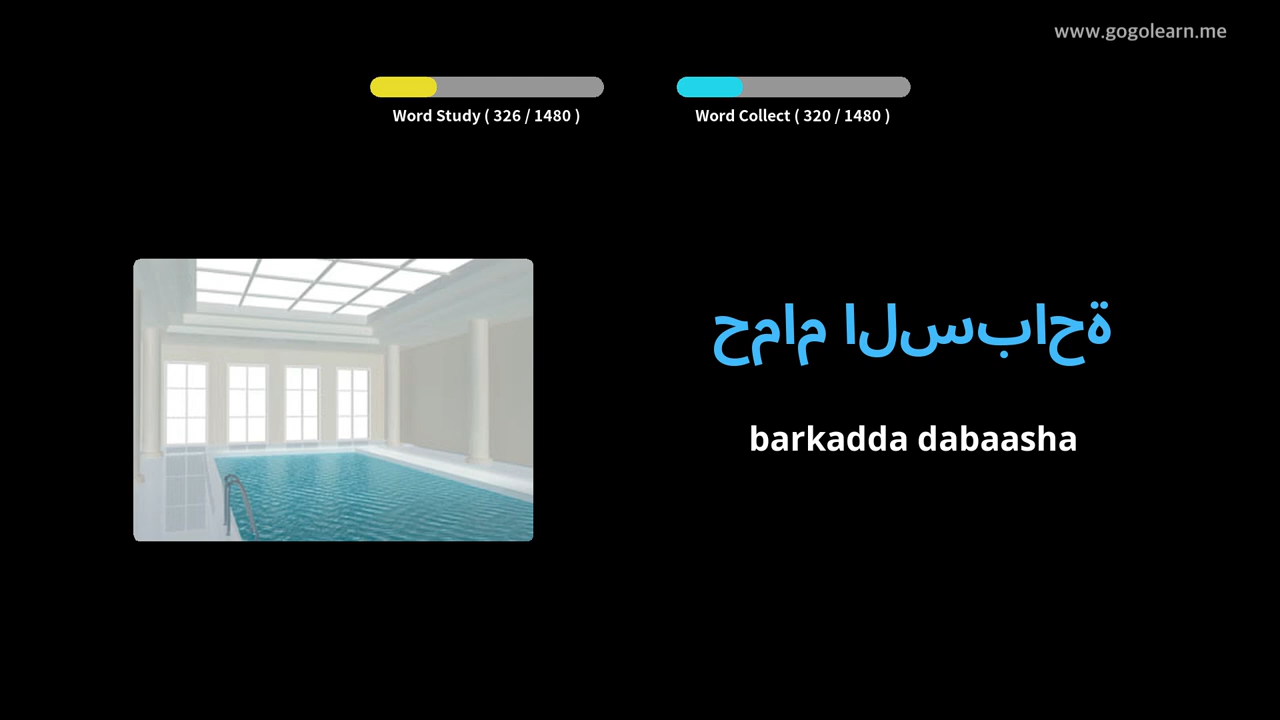 www.gogolearn.me
Word Study ( 326 / 1480 )
Word Collect ( 320 / 1480 )
حمام السباحة
barkadda dabaasha